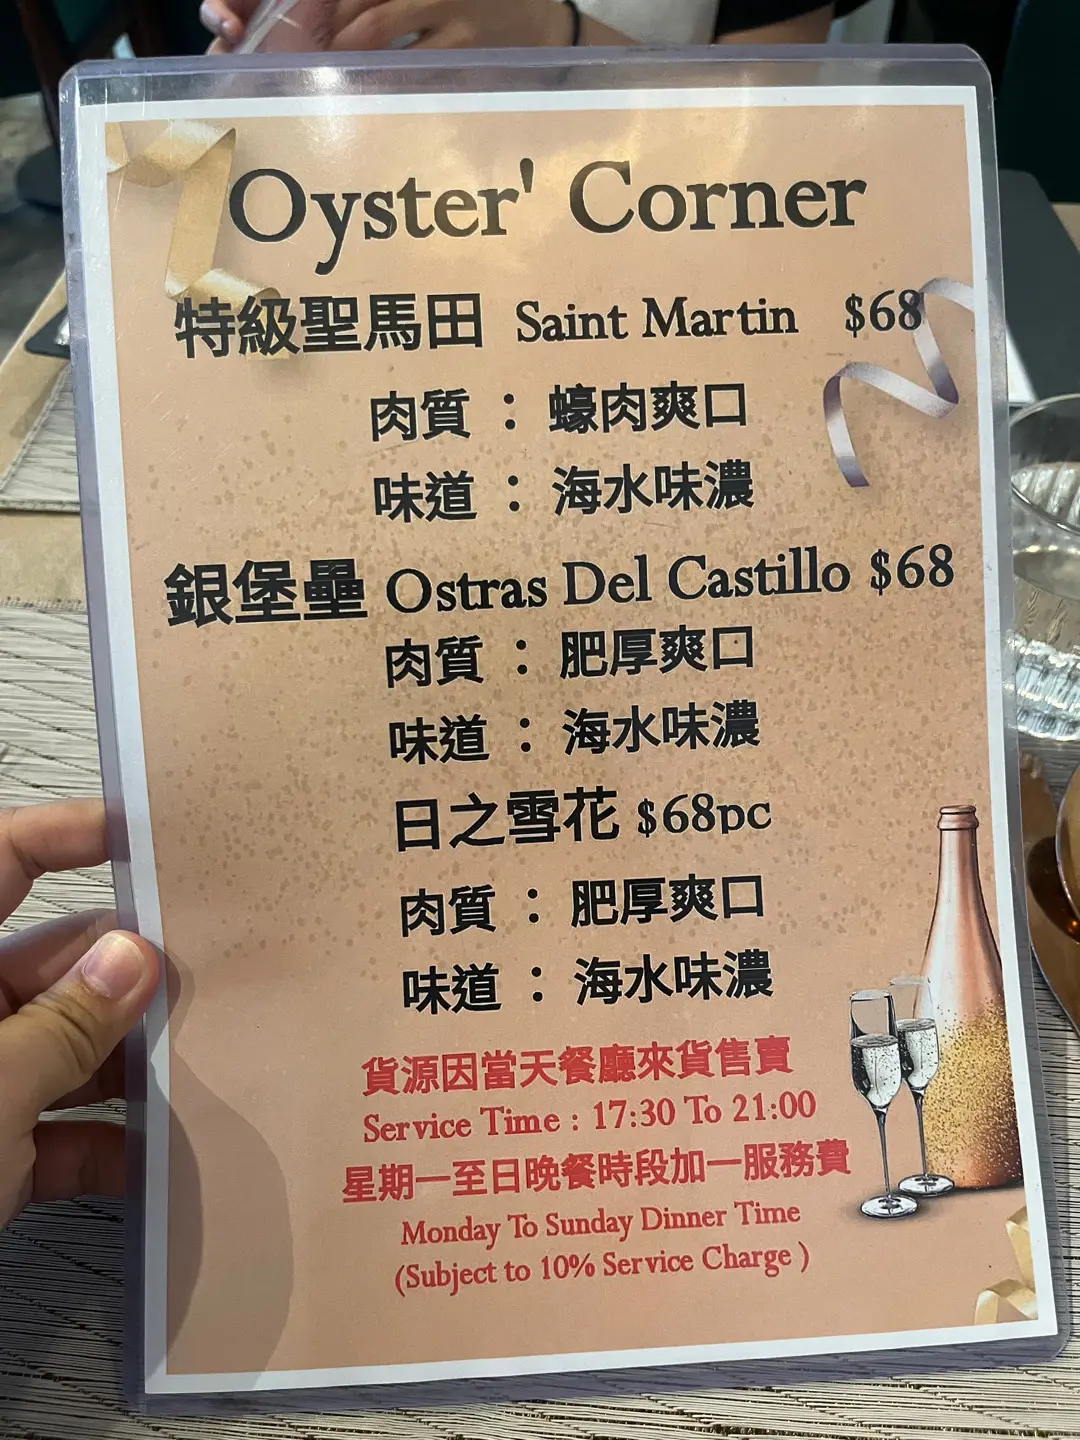 Oyster' Corner
特級聖馬田 Saint Martin $68
肉質 : 蠔肉爽口
味道 : 海水味濃
銀堡壘 Ostras Del Castillo $68
肉質 : 肥厚爽口
味道 : 海水味濃
日之雪花 $68pc
肉質 : 肥厚爽口
味道 : 海水味濃
貨源因當天餐廳來貨售賣
Service Time : 17:30 To 21:00
星期一至日晚餐時段加一服務費
Monday To Sunday Dinner Time
(Subject to 10% Service Charge )